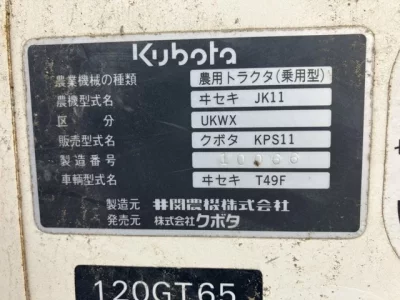 Kubota
農業機械の種類 農用トラクタ(乗用型)
農機型式名 ヰセキ JK11
区分 UKWX
販売型式名 クボタ KPS11
製造番号
車輌型式名 ヰセキ T49F
製造元 井関農機株式会社
発売元 株式会社クボタ
120GT65